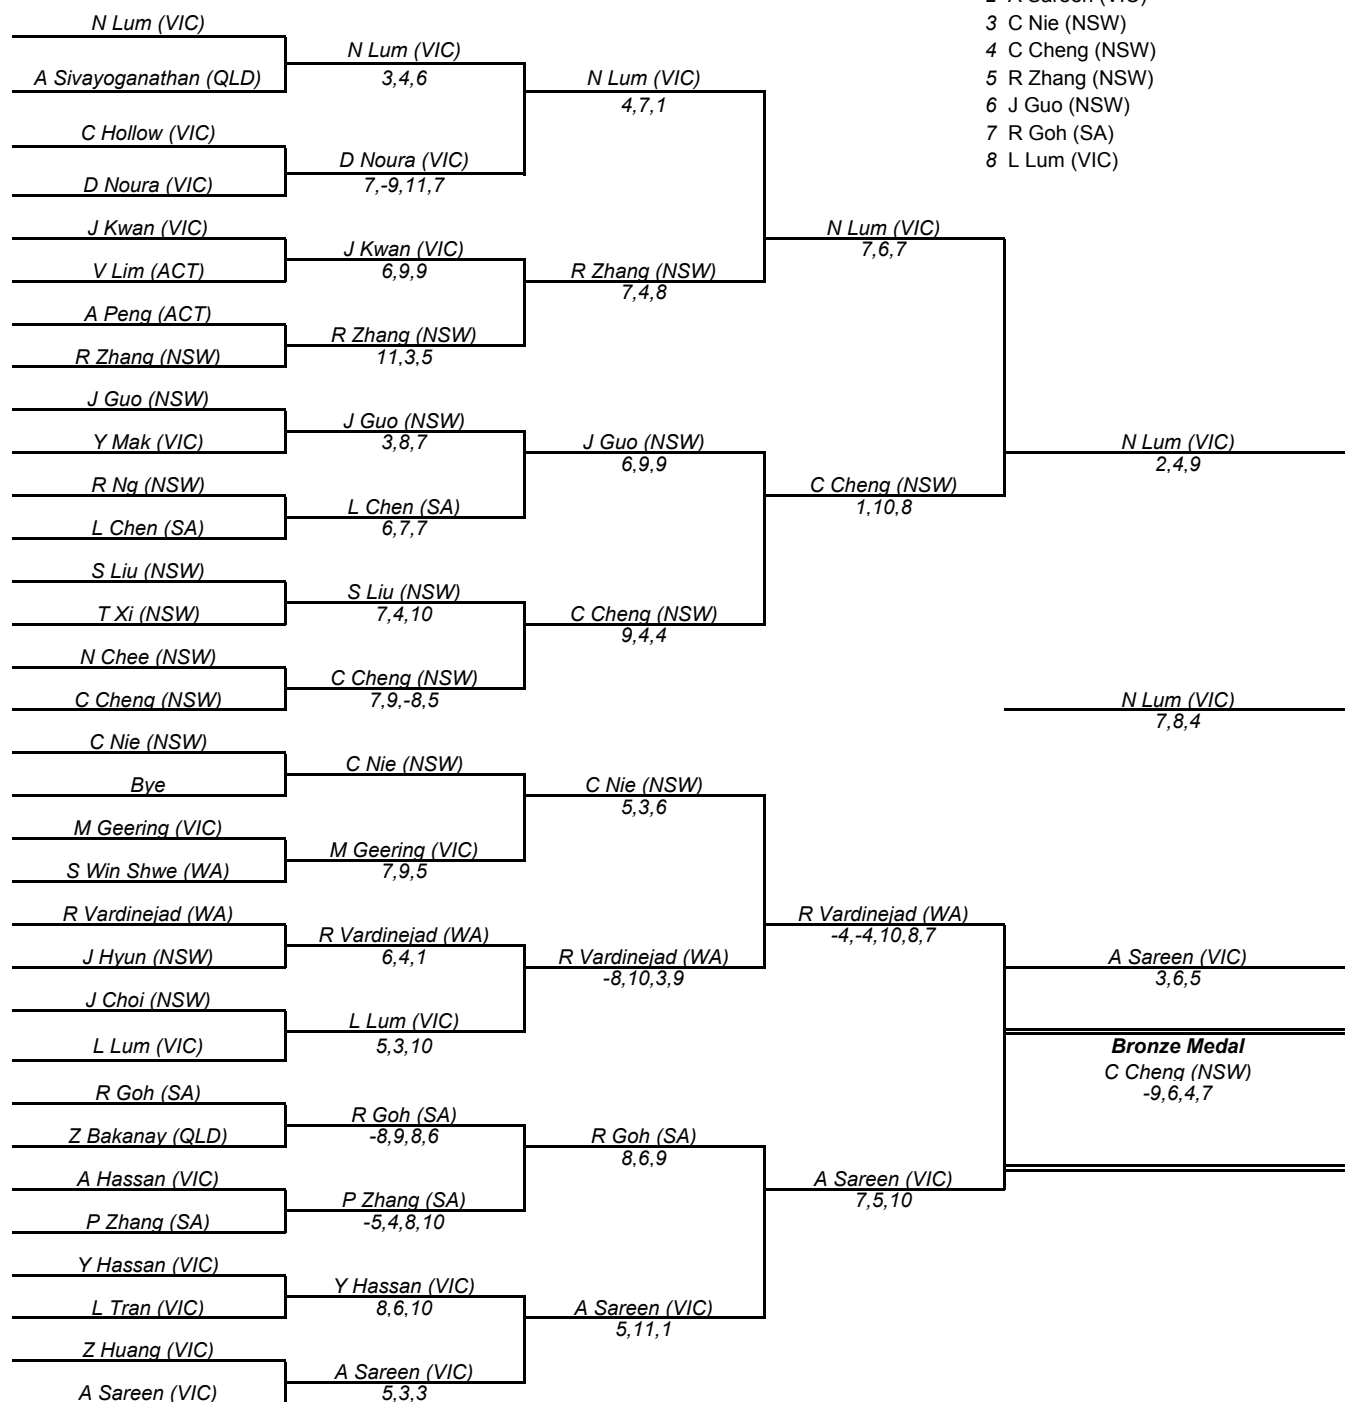 2 A Sareen (VIC)
3 C Nie (NSW)
4 C Cheng (NSW)
5 R Zhang (NSW)
6 J Guo (NSW)
7 R Goh (SA)
8 L Lum (VIC)
N Lum (VIC)
A Sivayoganathan (QLD)
C Hollow (VIC)
D Noura (VIC)
J Kwan (VIC)
V Lim (ACT)
A Peng (ACT)
R Zhang (NSW)
J Guo (NSW)
Y Mak (VIC)
R Ng (NSW)
L Chen (SA)
S Liu (NSW)
T Xi (NSW)
N Chee (NSW)
C Cheng (NSW)
C Nie (NSW)
Bye
M Geering (VIC)
S Win Shwe (WA)
R Vardinejad (WA)
J Hyun (NSW)
J Choi (NSW)
L Lum (VIC)
R Goh (SA)
Z Bakanay (QLD)
A Hassan (VIC)
P Zhang (SA)
Y Hassan (VIC)
L Tran (VIC)
Z Huang (VIC)
A Sareen (VIC)
N Lum (VIC)
3,4,6
D Noura (VIC)
7,-9,11,7
J Kwan (VIC)
6,9,9
R Zhang (NSW)
11,3,5
J Guo (NSW)
3,8,7
L Chen (SA)
6,7,7
S Liu (NSW)
7,4,10
C Cheng (NSW)
7,9,-8,5
C Nie (NSW)
M Geering (VIC)
7,9,5
R Vardinejad (WA)
6,4,1
L Lum (VIC)
5,3,10
R Goh (SA)
-8,9,8,6
P Zhang (SA)
-5,4,8,10
Y Hassan (VIC)
8,6,10
A Sareen (VIC)
5,3,3
N Lum (VIC)
4,7,1
R Zhang (NSW)
7,4,8
J Guo (NSW)
6,9,9
C Cheng (NSW)
9,4,4
C Nie (NSW)
5,3,6
R Vardinejad (WA)
-8,10,3,9
R Goh (SA)
8,6,9
A Sareen (VIC)
5,11,1
N Lum (VIC)
7,6,7
C Cheng (NSW)
1,10,8
R Vardinejad (WA)
-4,-4,10,8,7
A Sareen (VIC)
7,5,10
N Lum (VIC)
2,4,9
N Lum (VIC)
7,8,4
A Sareen (VIC)
3,6,5
Bronze Medal
C Cheng (NSW)
-9,6,4,7